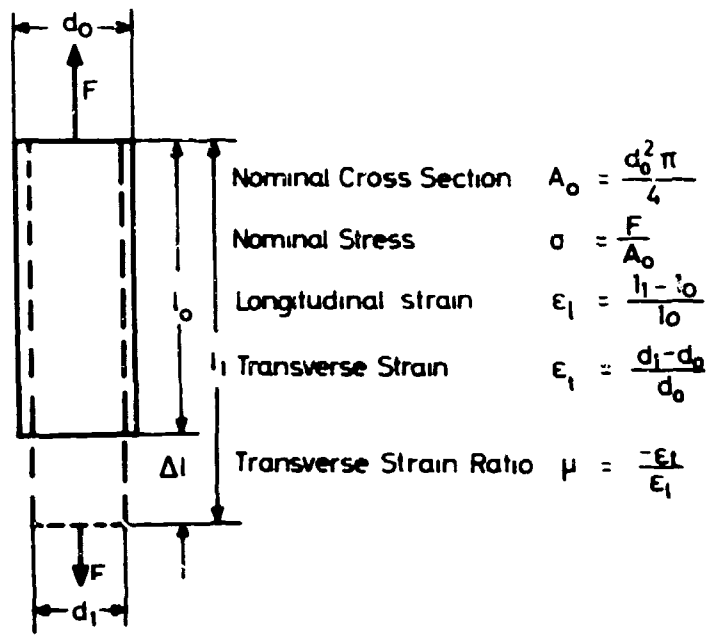 d₀
F
Nominal Cross Section A₀ = d₀² π / 4
Nominal Stress σ = F / A₀
l₀
Longitudinal strain εₗ = l₁ - l₀ / l₀
l₁
Transverse Strain εₜ = d₁ - d₀ / d₀
Δl
Transverse Strain Ratio μ = -εₜ / εₗ
F
d₁